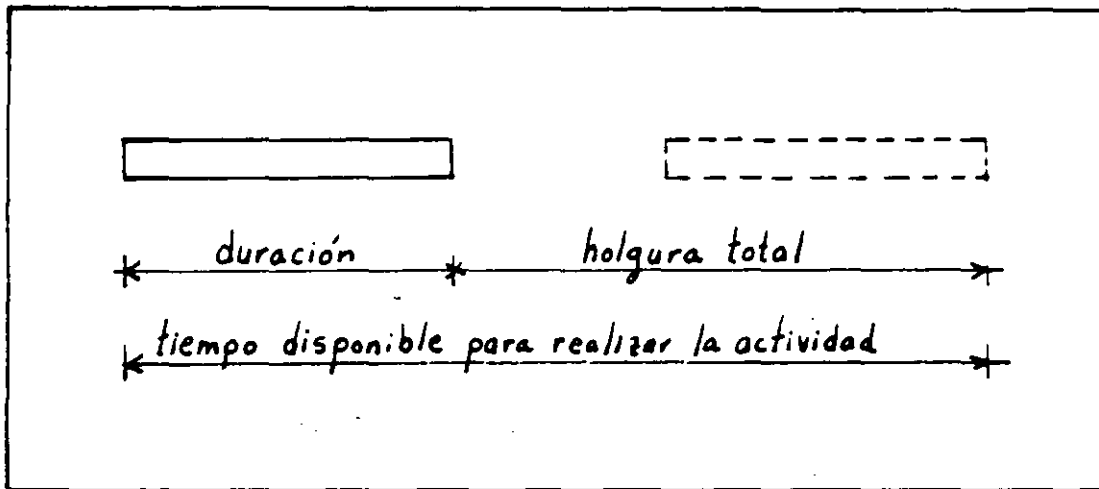 duración
holgura total
tiempo disponible para realizar la actividad